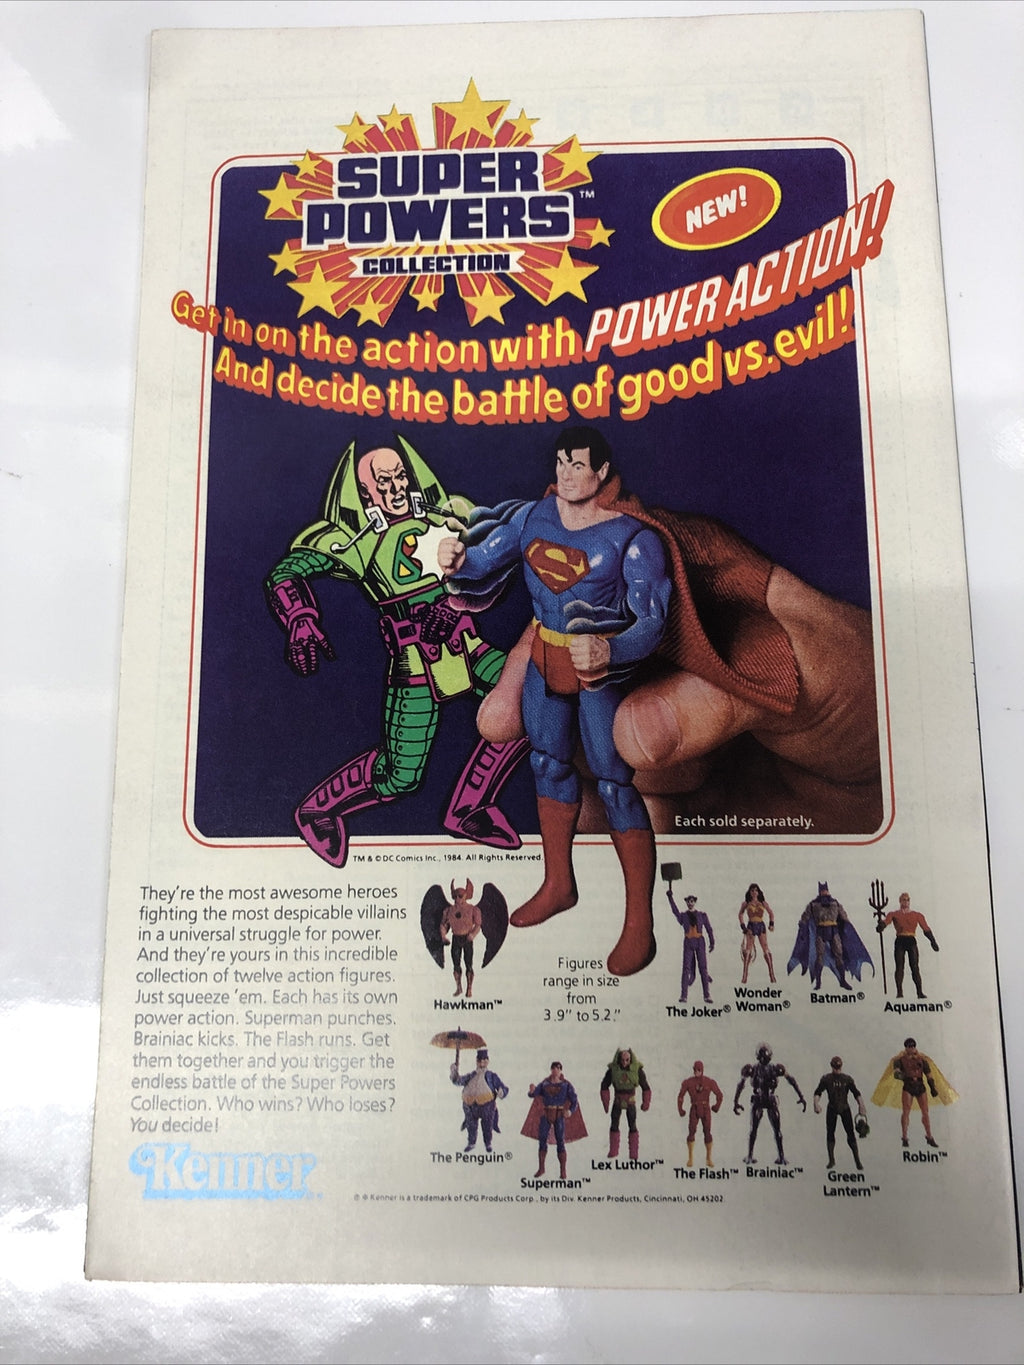 SUPER
POWERS™
COLLECTION
NEW!
Get in on the action with POWER ACTION!
And decide the battle of good vs. evil!
Each sold separately.
TM & © DC Comics Inc., 1984. All Rights Reserved.
They're the most awesome heroes
fighting the most despicable villains
in a universal struggle for power.
And they're yours in this incredible
collection of twelve action figures.
Just squeeze 'em. Each has its own
power action. Superman punches.
Brainiac kicks. The Flash runs. Get
them together and you trigger the
endless battle of the Super Powers
Collection. Who wins? Who loses?
You decide!
Kenner®
Hawkman™
Figures
range in size
from
3.9" to 5.2."
The Joker®
Wonder
Woman®
Batman®
Aquaman®
The Penguin®
Superman™
Lex Luthor™
The Flash™
Brainiac™
Green
Lantern™
Robin™
Kenner is a trademark of CPG Products Corp., by its Div. Kenner Products, Cincinnati, OH 45202